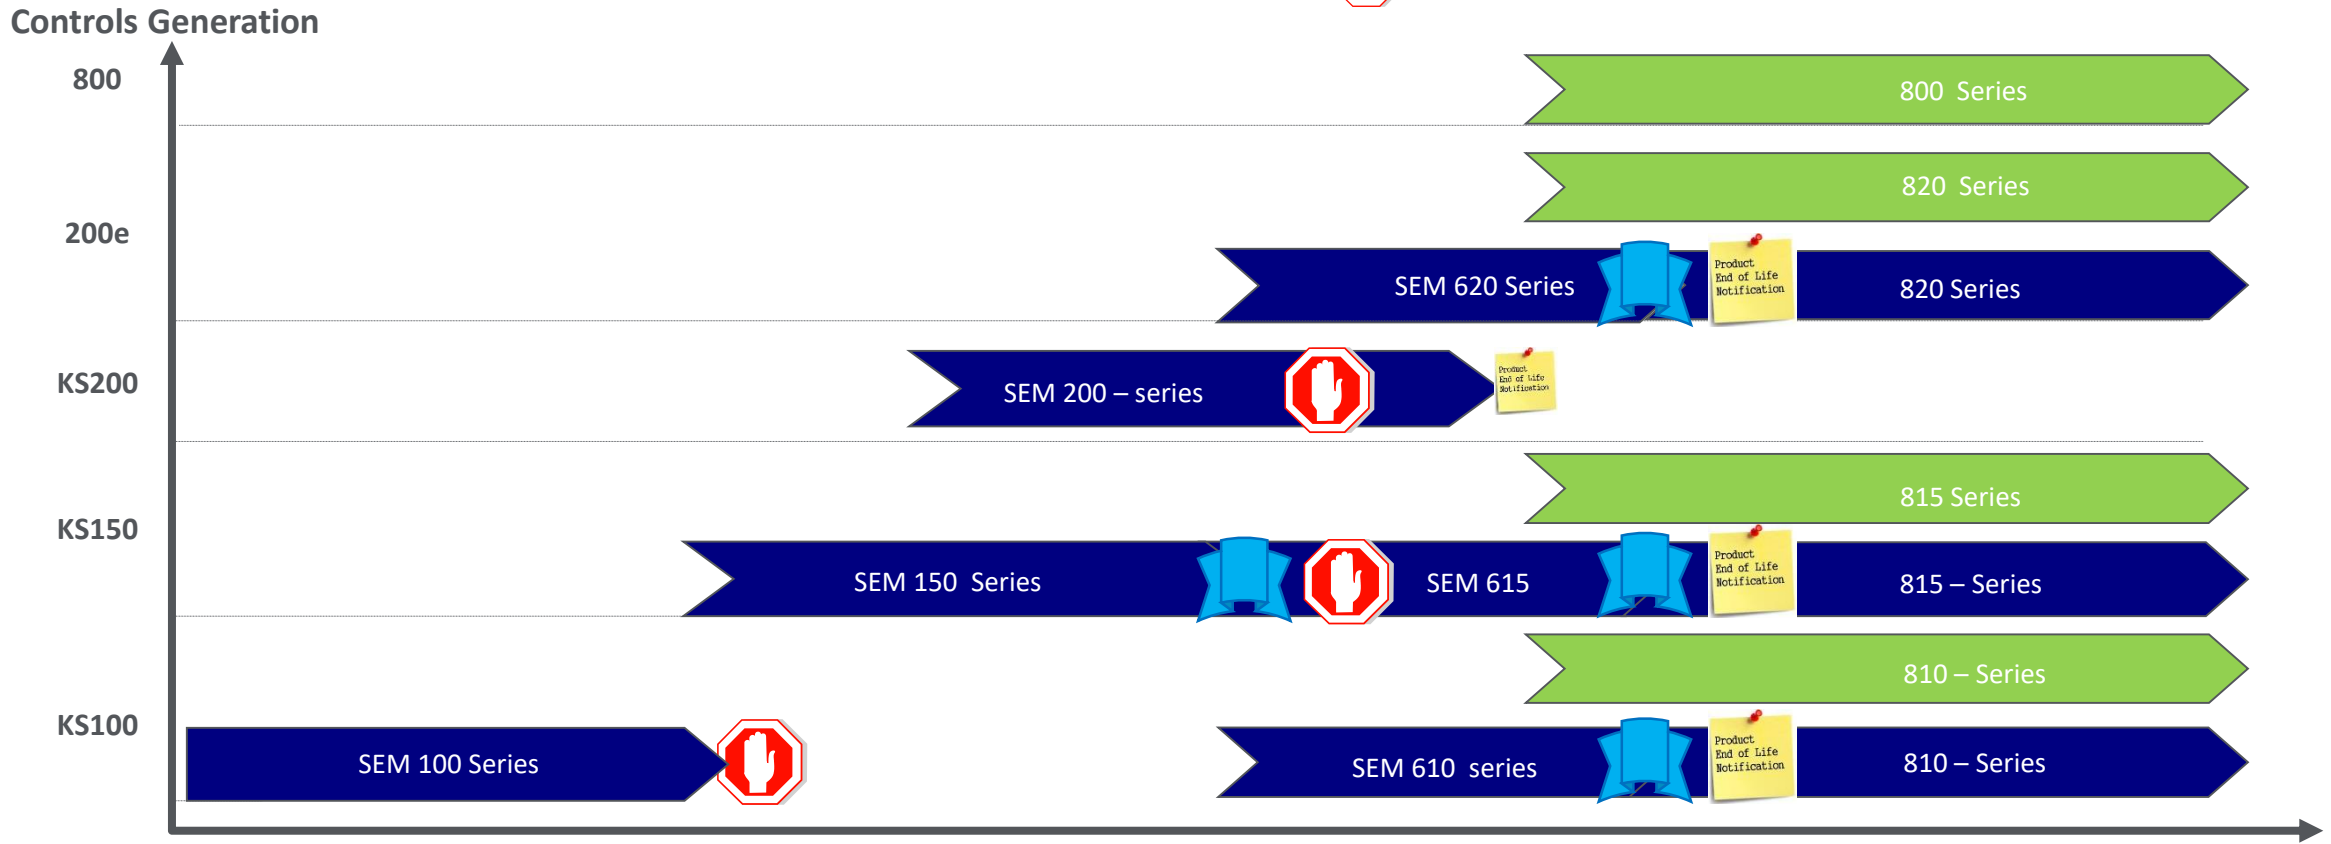 Controls Generation
800
800  Series
820  Series
200e
SEM 620 Series
Product
End of Life
Notification
820 Series
KS200
SEM 200 – series
Product
End of Life
Notification
815 Series
KS150
SEM 150  Series
SEM 615
Product
End of Life
Notification
815 – Series
810 – Series
KS100
SEM 100 Series
SEM 610  series
Product
End of Life
Notification
810 – Series